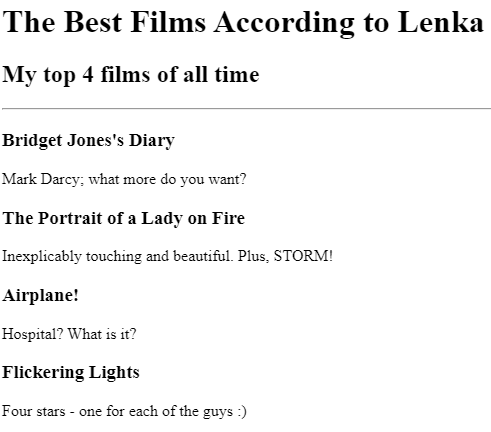 The Best Films According to Lenka
My top 4 films of all time
Bridget Jones's Diary
Mark Darcy; what more do you want?
The Portrait of a Lady on Fire
Inexplicably touching and beautiful. Plus, STORM!
Airplane!
Hospital? What is it?
Flickering Lights
Four stars - one for each of the guys :)